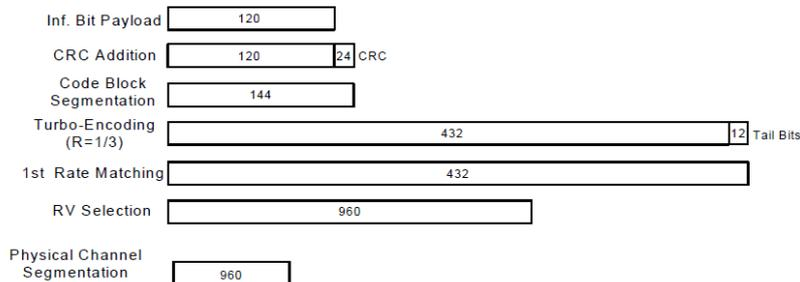 Inf. Bit Payload 120
CRC Addition 120 24 CRC
Code Block
Segmentation 144
Turbo-Encoding
(R=1/3) 432 12 Tail Bits
1st Rate Matching 432
RV Selection 960
Physical Channel
Segmentation 960